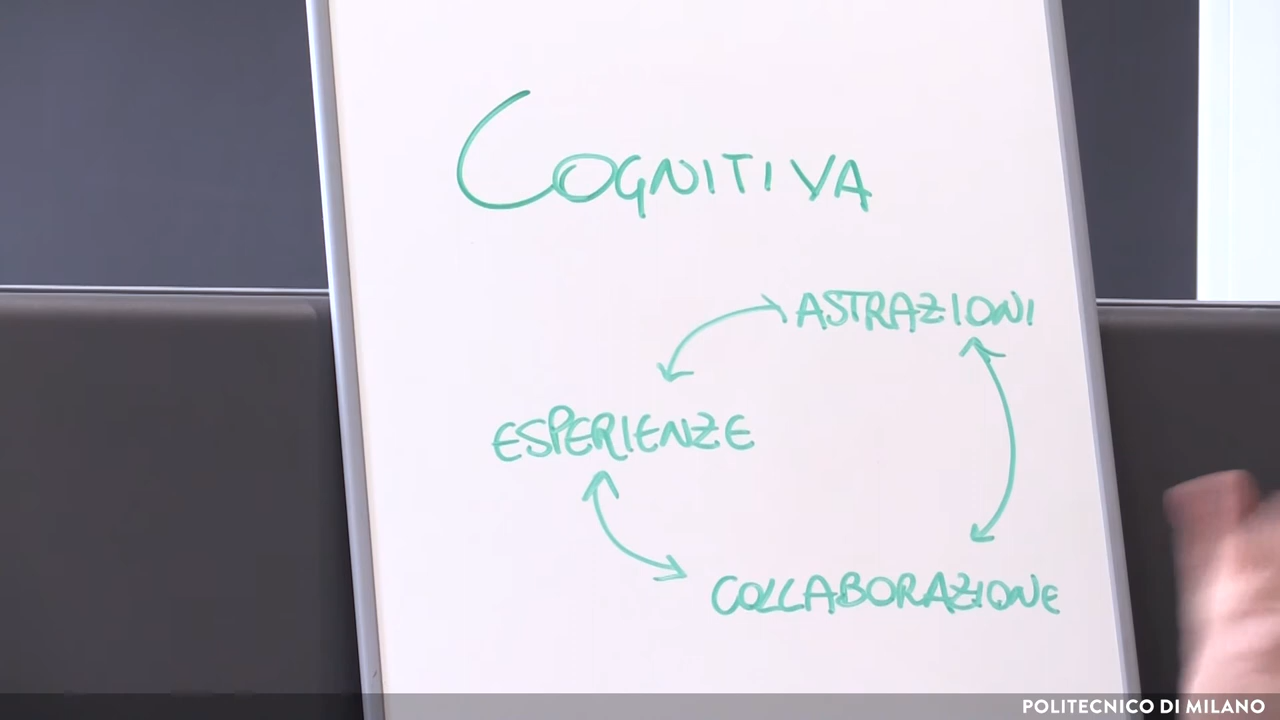 COGNITIVA
ASTRAZIONI
ESPERIENZE
COLLABORAZIONE
POLITECNICO DI MILANO